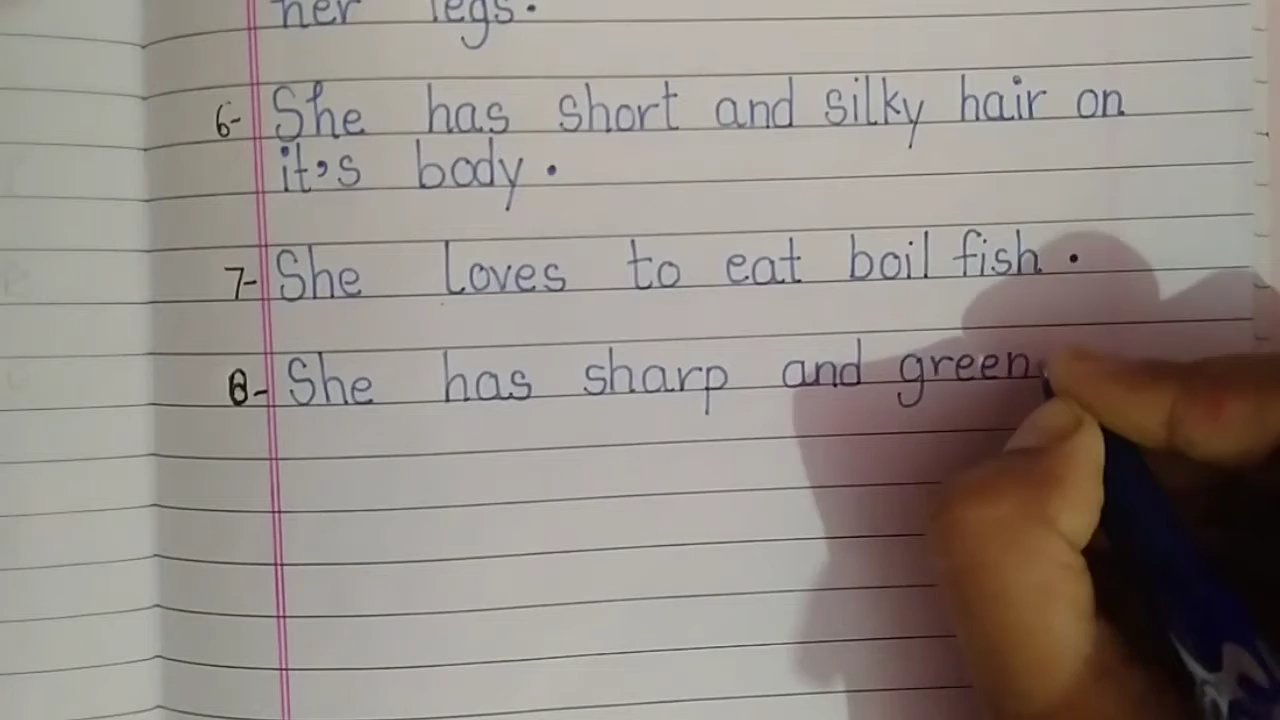 her legs.
6- She has short and silky hair on
it's body.
7- She loves to eat boil fish.
8- She has sharp and green